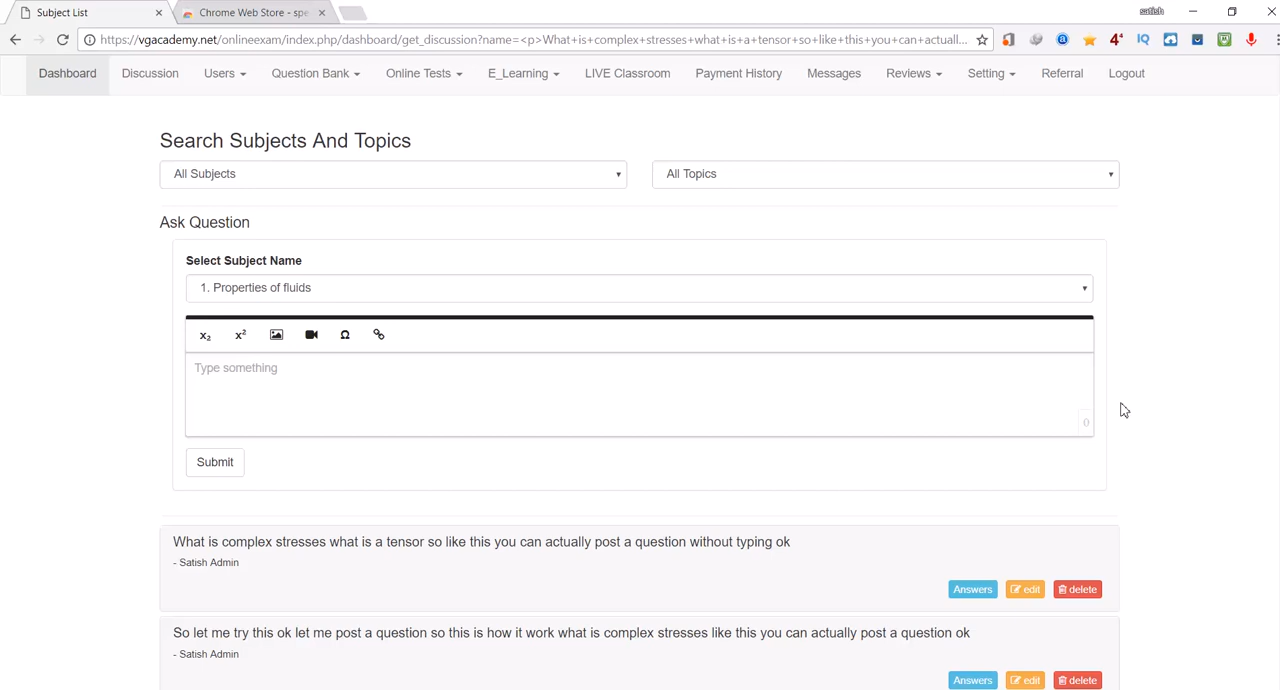 Subject List
Chrome Web Store - spe
satish
https://vgacademy.net/onlineexam/index.php/dashboard/get_discussion?name=<p>What+is+complex+stresses+what+is+a+tensor+so+like+this+you+can+actuall...
Dashboard Discussion Users Question Bank Online Tests E_Learning LIVE Classroom Payment History Messages Reviews Setting Referral Logout
Search Subjects And Topics
All Subjects All Topics
Ask Question
Select Subject Name
1. Properties of fluids
x₂ x² Ω
Type something
0
Submit
What is complex stresses what is a tensor so like this you can actually post a question without typing ok
- Satish Admin
Answers edit delete
So let me try this ok let me post a question so this is how it work what is complex stresses like this you can actually post a question ok
- Satish Admin
Answers edit delete